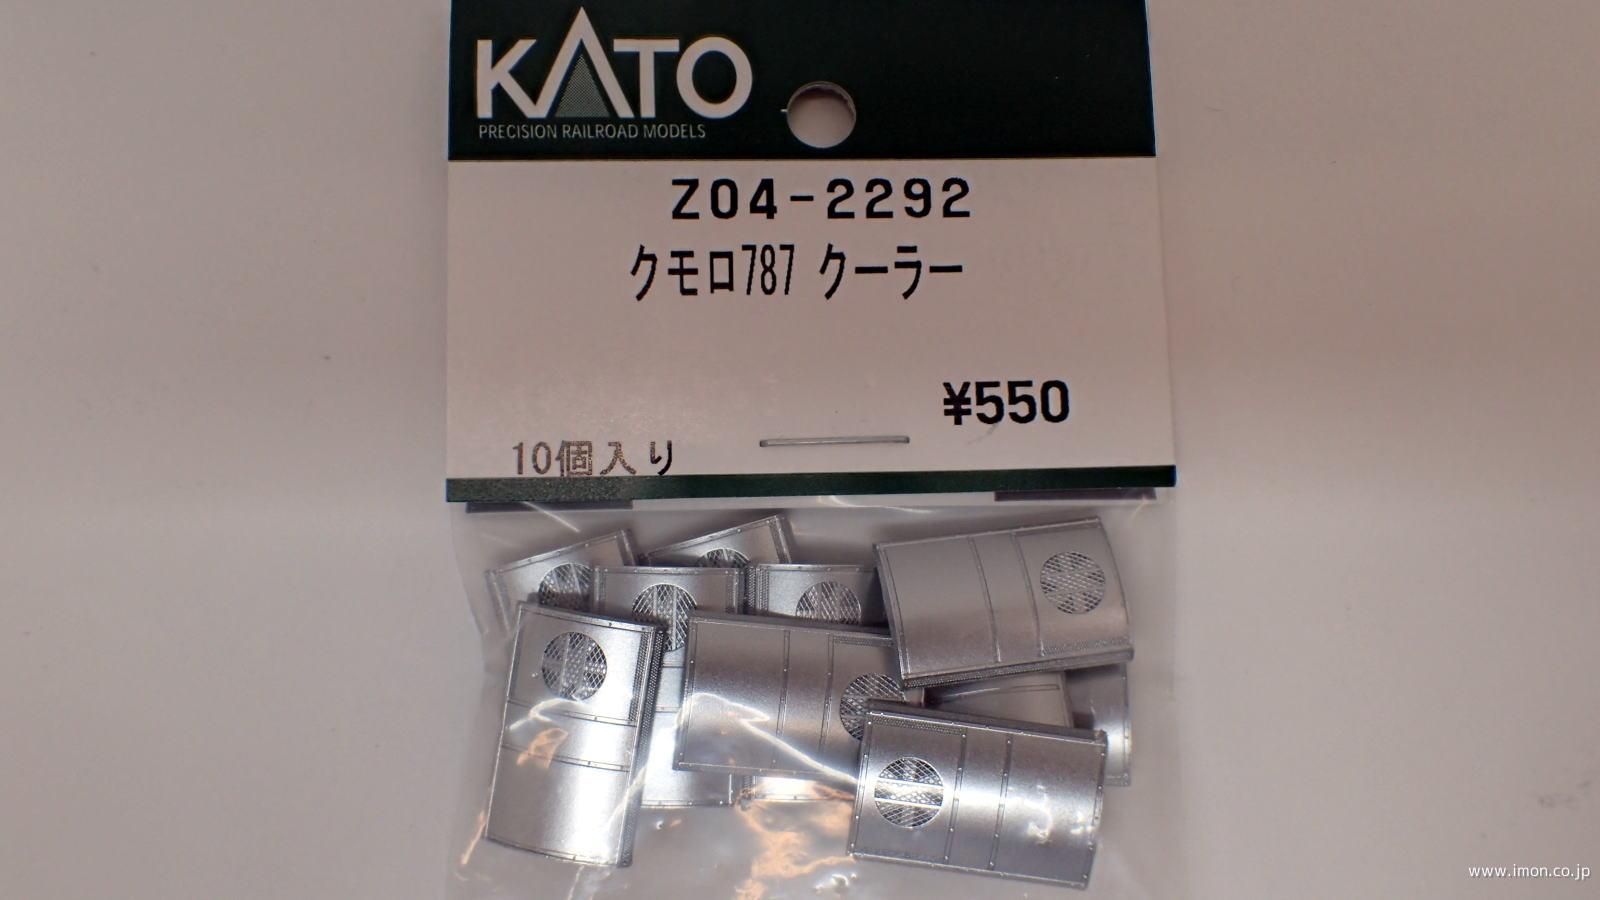 KATO
PRECISION RAILROAD MODELS
Z04-2292
クモロ787 クーラー
¥550
10個入り
www.imon.co.jp